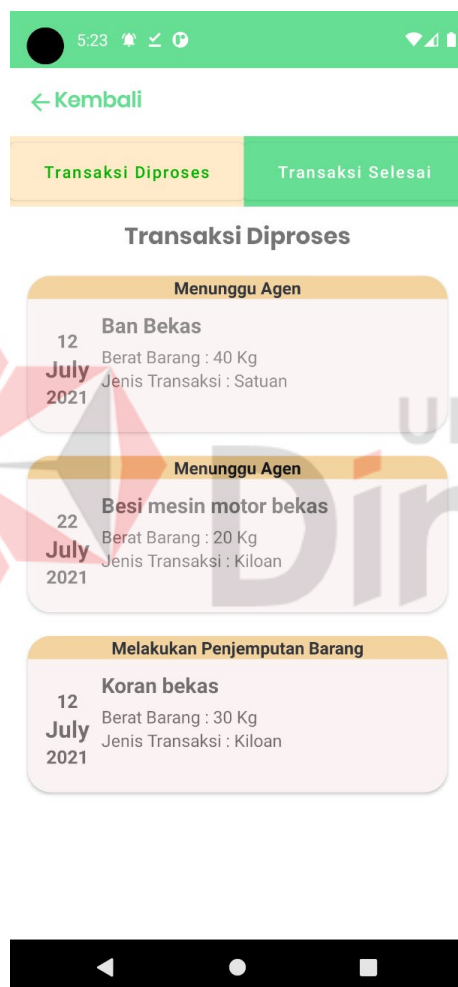 5:23
Kembali
Transaksi Diproses
Transaksi Selesai
Transaksi Diproses
Menunggu Agen
12
July
2021
Ban Bekas
Berat Barang : 40 Kg
Jenis Transaksi : Satuan
Menunggu Agen
22
July
2021
Besi mesin motor bekas
Berat Barang : 20 Kg
Jenis Transaksi : Kiloan
Melakukan Penjemputan Barang
12
July
2021
Koran bekas
Berat Barang : 30 Kg
Jenis Transaksi : Kiloan